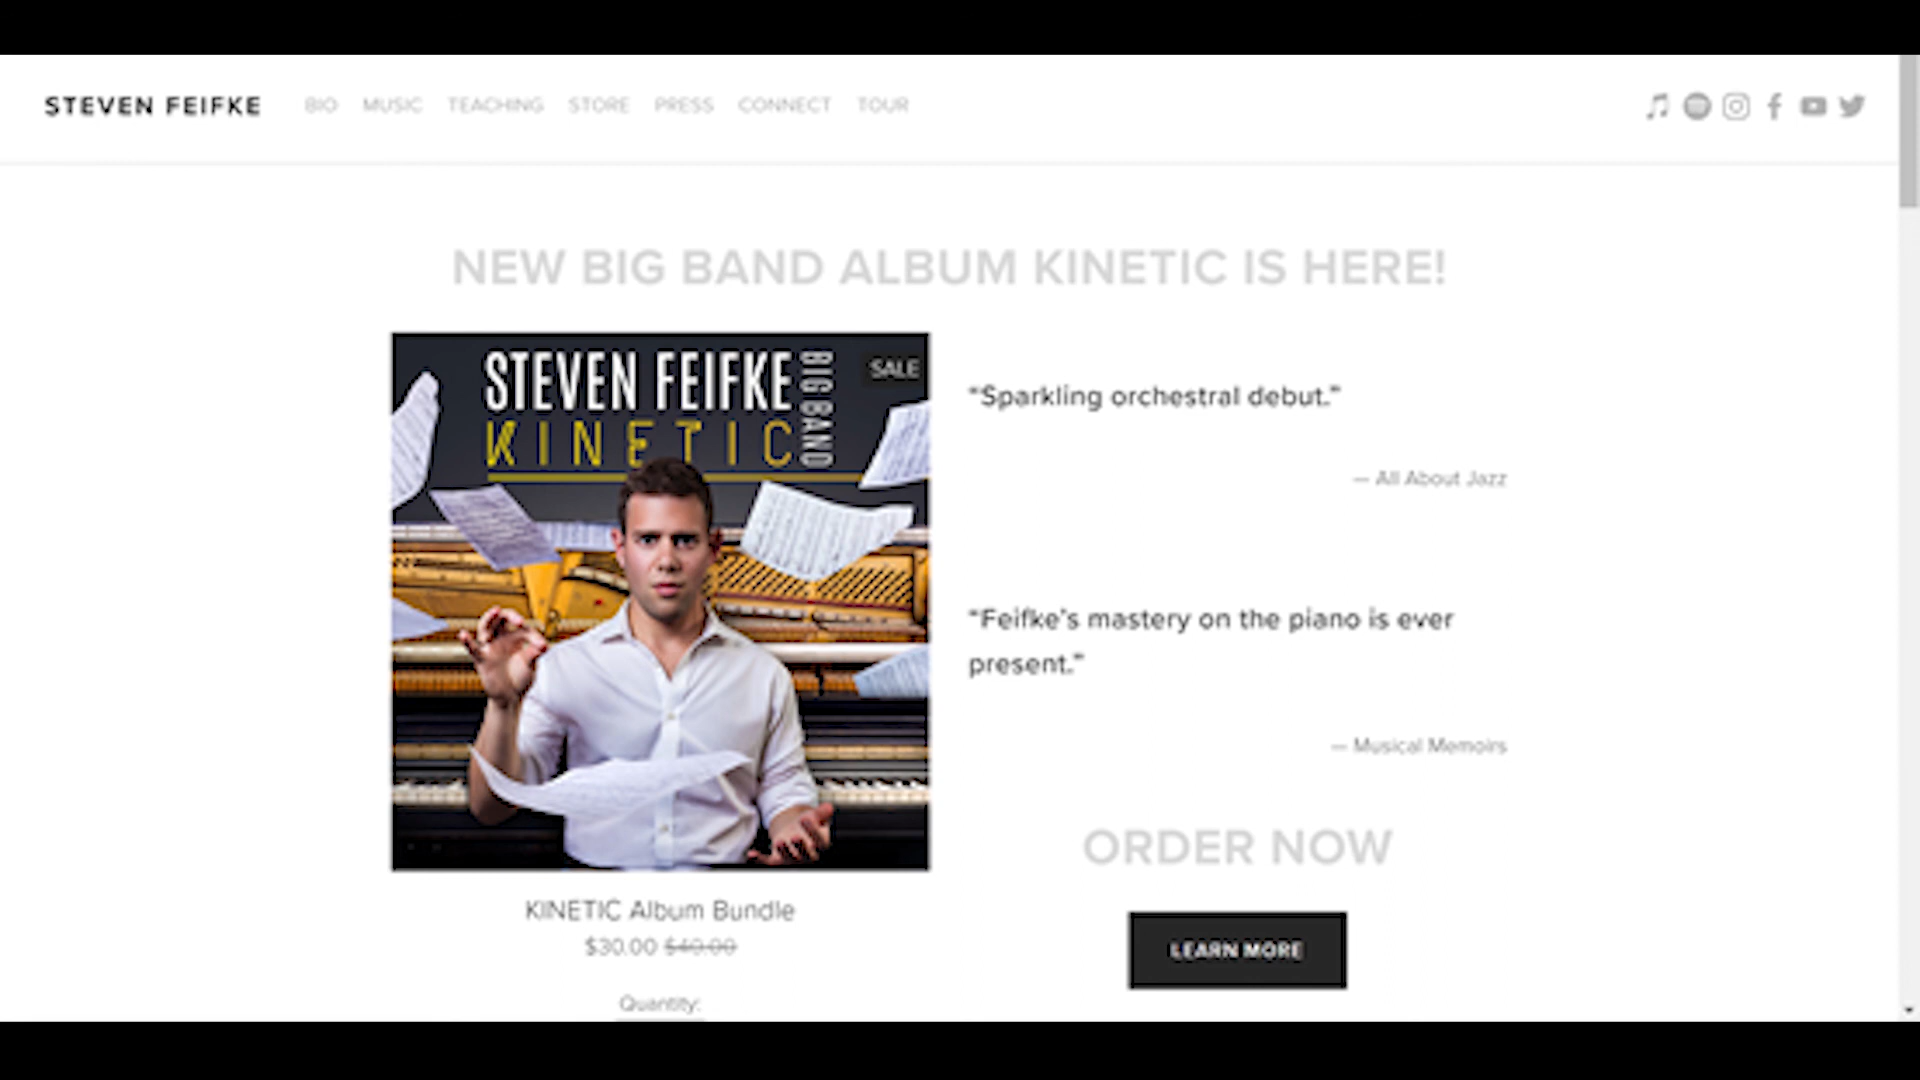 STEVEN FEIFKE BIO MUSIC TEACHING STORE PRESS CONNECT TOUR
NEW BIG BAND ALBUM KINETIC IS HERE!
STEVEN FEIFKE BIG BAND
KINETIC
SALE
“Sparkling orchestral debut.”
— All About Jazz
“Feifke’s mastery on the piano is ever
present.”
— Musical Memoirs
ORDER NOW
LEARN MORE
KINETIC Album Bundle
$30.00 $40.00
Quantity: